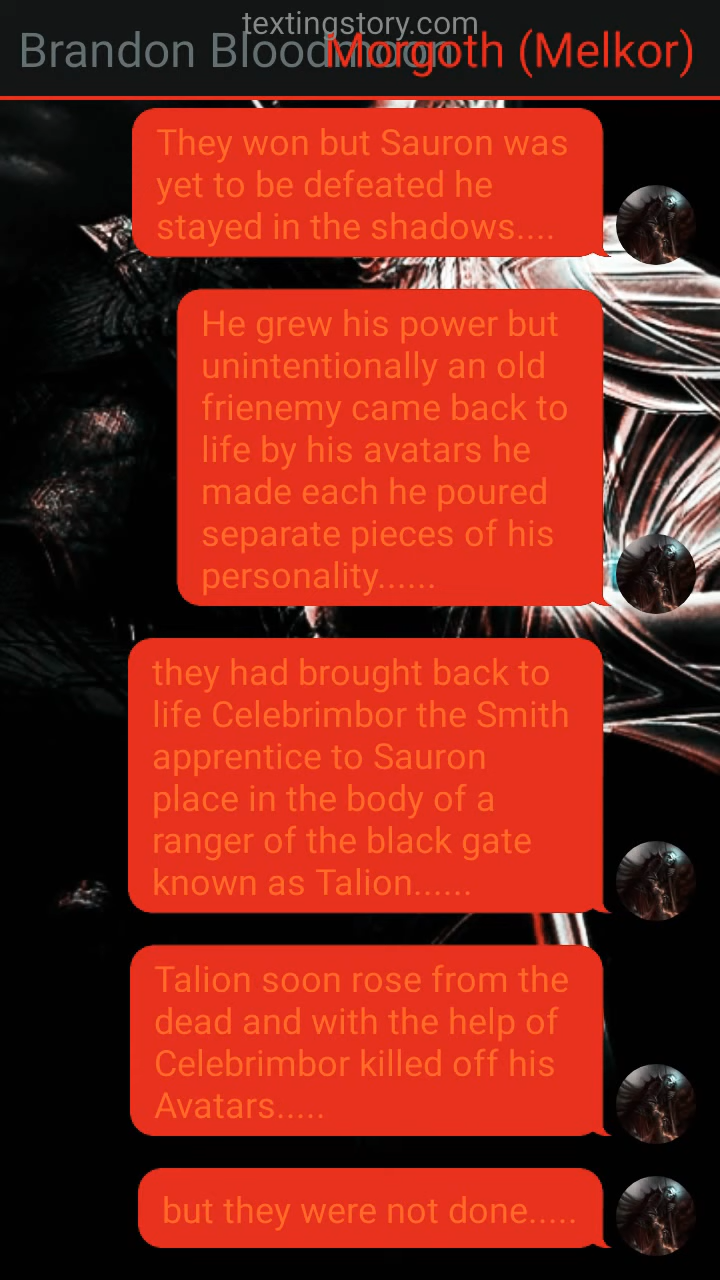 textingstory.com
Brandon Bloodmoon Morgoth (Melkor)
They won but Sauron was
yet to be defeated he
stayed in the shadows....
He grew his power but
unintentionally an old
frienemy came back to
life by his avatars he
made each he poured
separate pieces of his
personality......
they had brought back to
life Celebrimbor the Smith
apprentice to Sauron
place in the body of a
ranger of the black gate
known as Talion......
Talion soon rose from the
dead and with the help of
Celebrimbor killed off his
Avatars.....
but they were not done.....